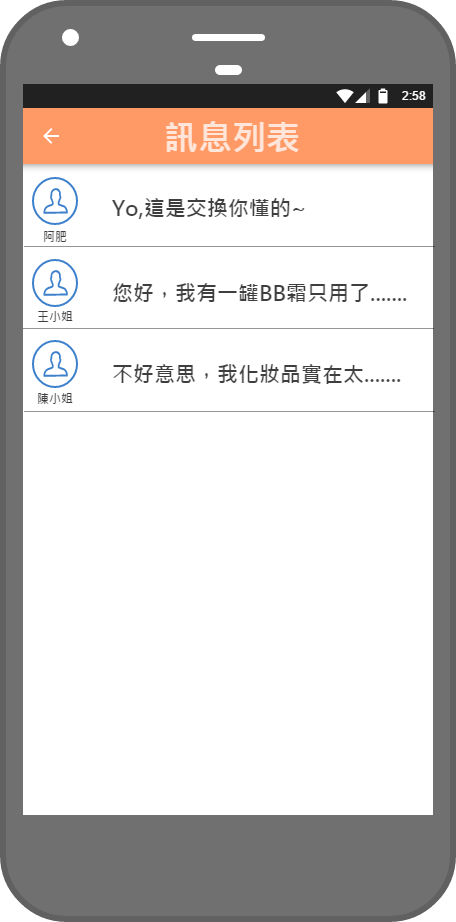 2:58
訊息列表
Yo,這是交換你懂的~
阿肥
您好，我有一罐BB霜只用了.......
王小姐
不好意思，我化妝品實在太.......
陳小姐